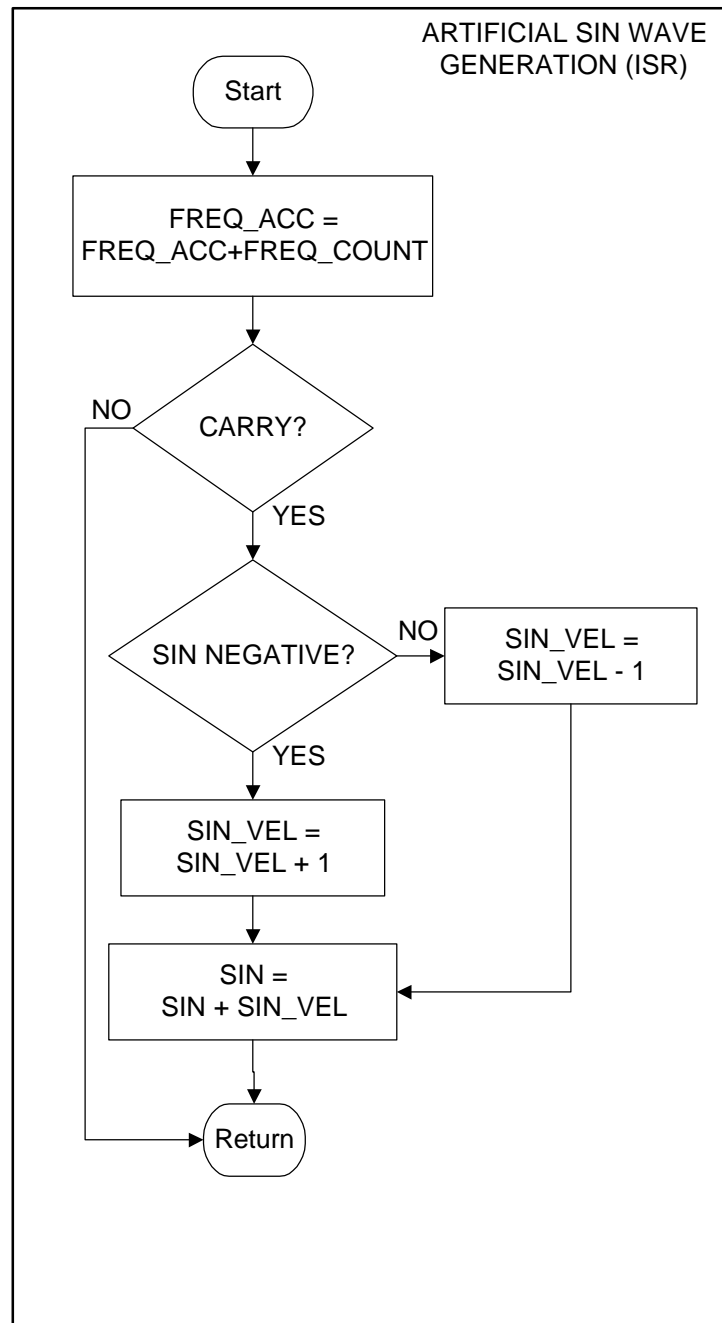 ARTIFICIAL SIN WAVE
GENERATION (ISR)
Start
FREQ_ACC =
FREQ_ACC+FREQ_COUNT
NO
CARRY?
YES
SIN NEGATIVE?
NO
SIN_VEL =
SIN_VEL - 1
YES
SIN_VEL =
SIN_VEL + 1
SIN =
SIN + SIN_VEL
Return